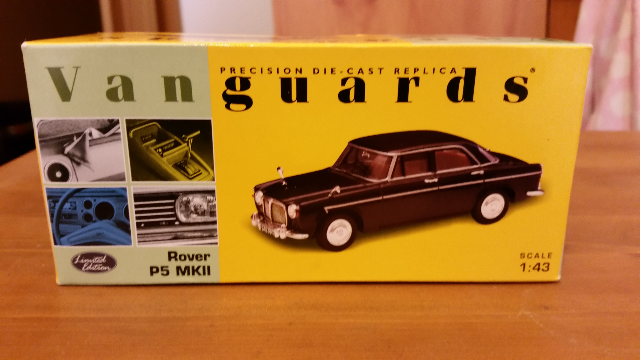 PRECISION DIE-CAST REPLICA
Vanguards®
Limited Edition
Rover
P5 MKII
SCALE
1:43